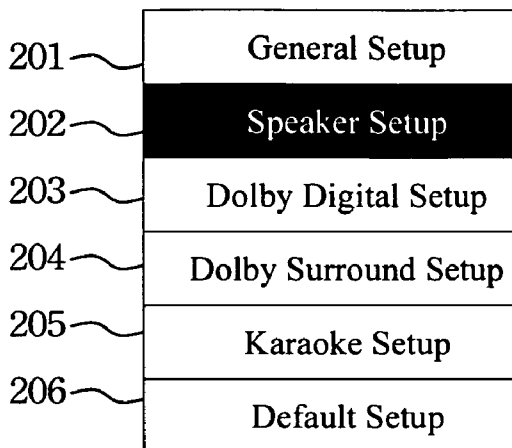 201 General Setup
202 Speaker Setup
203 Dolby Digital Setup
204 Dolby Surround Setup
205 Karaoke Setup
206 Default Setup